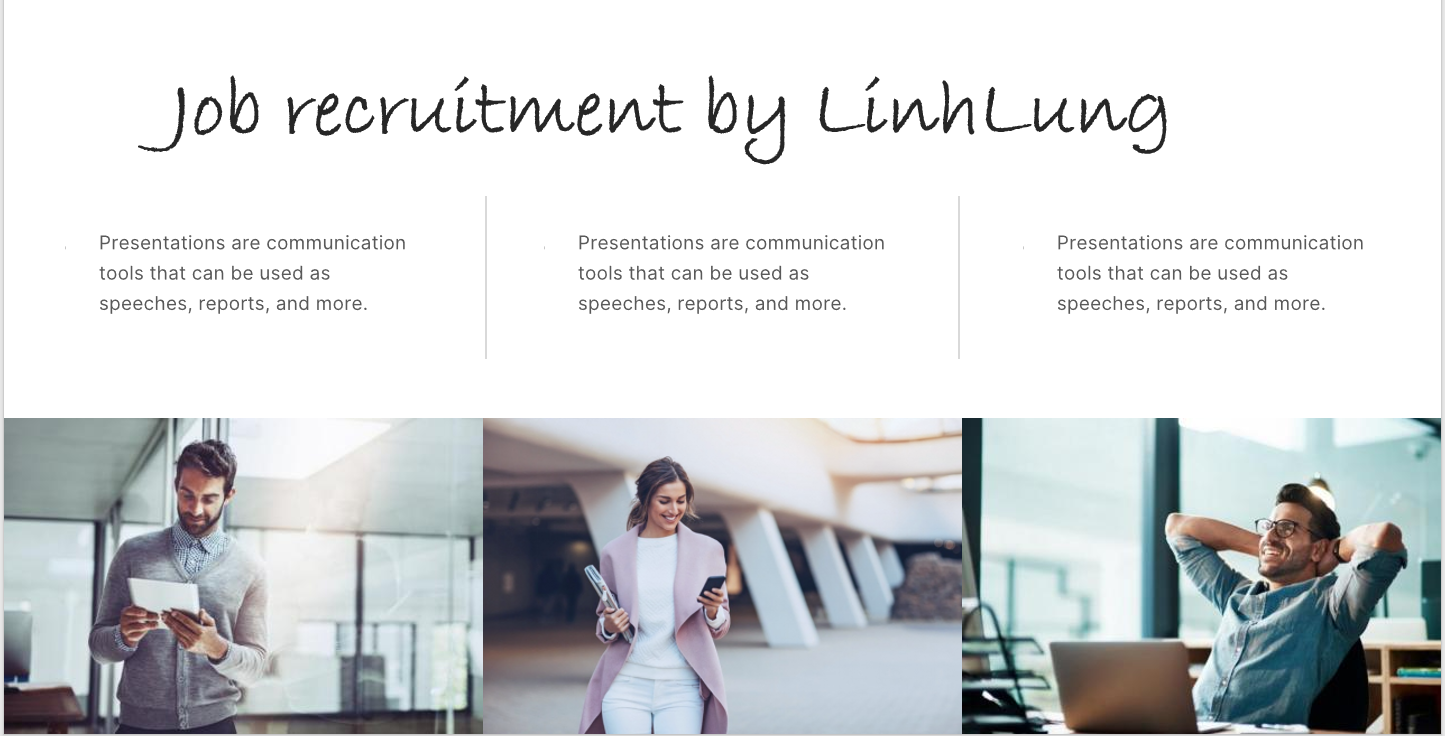 Job recruitment by LinhLung
Presentations are communication
tools that can be used as
speeches, reports, and more.
Presentations are communication
tools that can be used as
speeches, reports, and more.
Presentations are communication
tools that can be used as
speeches, reports, and more.